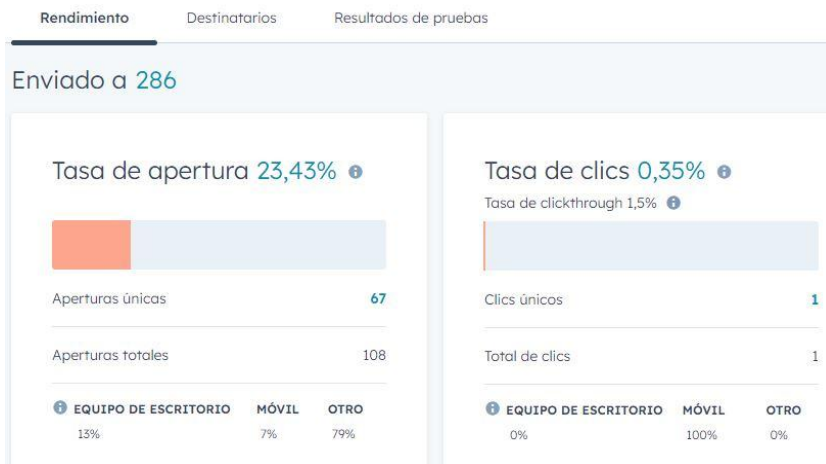 Rendimiento Destinatarios Resultados de pruebas
Enviado a 286
Tasa de apertura 23,43%
Aperturas únicas 67
Aperturas totales 108
EQUIPO DE ESCRITORIO MÓVIL OTRO
13% 7% 79%
Tasa de clics 0,35%
Tasa de clickthrough 1,5%
Clics únicos 1
Total de clics 1
EQUIPO DE ESCRITORIO MÓVIL OTRO
0% 100% 0%